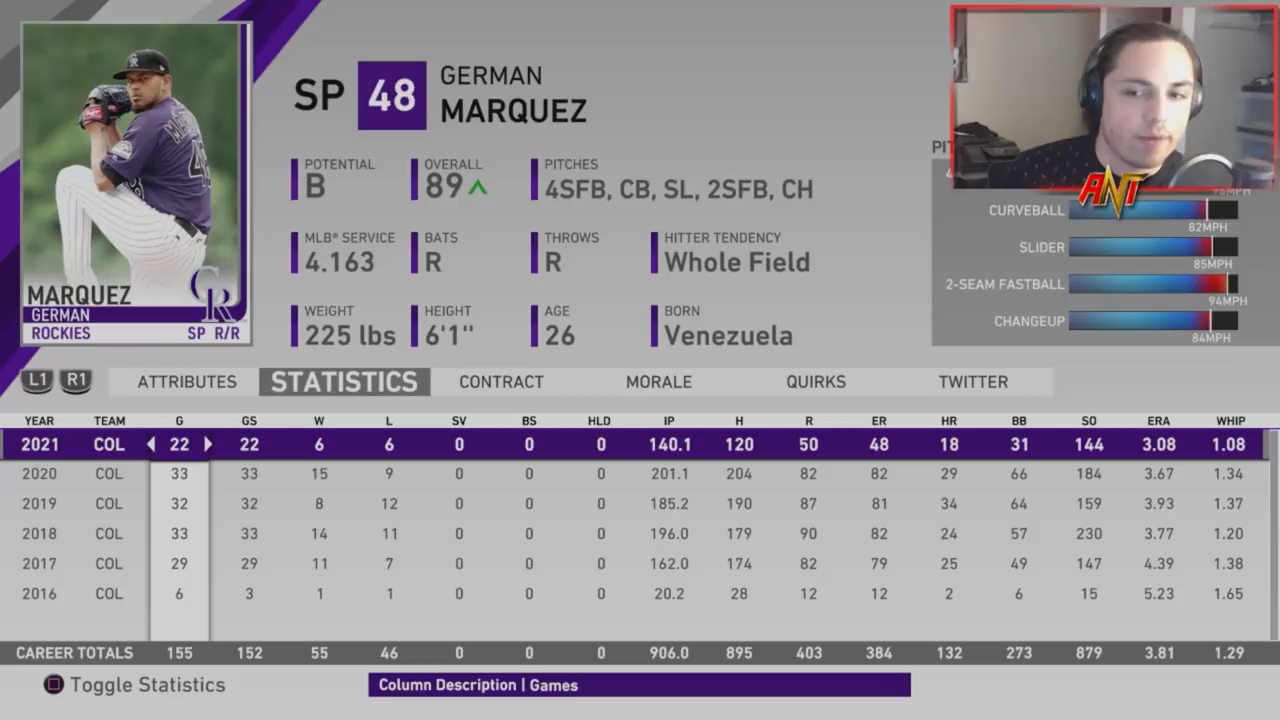 SP 48 GERMAN MARQUEZ
POTENTIAL B
OVERALL 89
PITCHES 4SFB, CB, SL, 2SFB, CH
MLB® SERVICE 4.163
BATS R
THROWS R
HITTER TENDENCY Whole Field
WEIGHT 225 lbs
HEIGHT 6'1"
AGE 26
BORN Venezuela
MARQUEZ
GERMAN
ROCKIES SP R/R
CR
ANT
CURVEBALL
82MPH
SLIDER
85MPH
2-SEAM FASTBALL
94MPH
CHANGEUP
84MPH
L1 R1 ATTRIBUTES STATISTICS CONTRACT MORALE QUIRKS TWITTER
YEAR TEAM G GS W L SV BS HLD IP H R ER HR BB SO ERA WHIP
2021 COL 22 22 6 6 0 0 0 140.1 120 50 48 18 31 144 3.08 1.08
2020 COL 33 33 15 9 0 0 0 201.1 204 82 82 29 66 184 3.67 1.34
2019 COL 32 32 8 12 0 0 0 185.2 190 87 81 34 64 159 3.93 1.37
2018 COL 33 33 14 11 0 0 0 196.0 179 90 82 24 57 230 3.77 1.20
2017 COL 29 29 11 7 0 0 0 162.0 174 82 79 25 49 147 4.39 1.38
2016 COL 6 3 1 1 0 0 0 20.2 28 12 12 2 6 15 5.23 1.65
CAREER TOTALS 155 152 55 46 0 0 0 906.0 895 403 384 132 273 879 3.81 1.29
Toggle Statistics
Column Description | Games